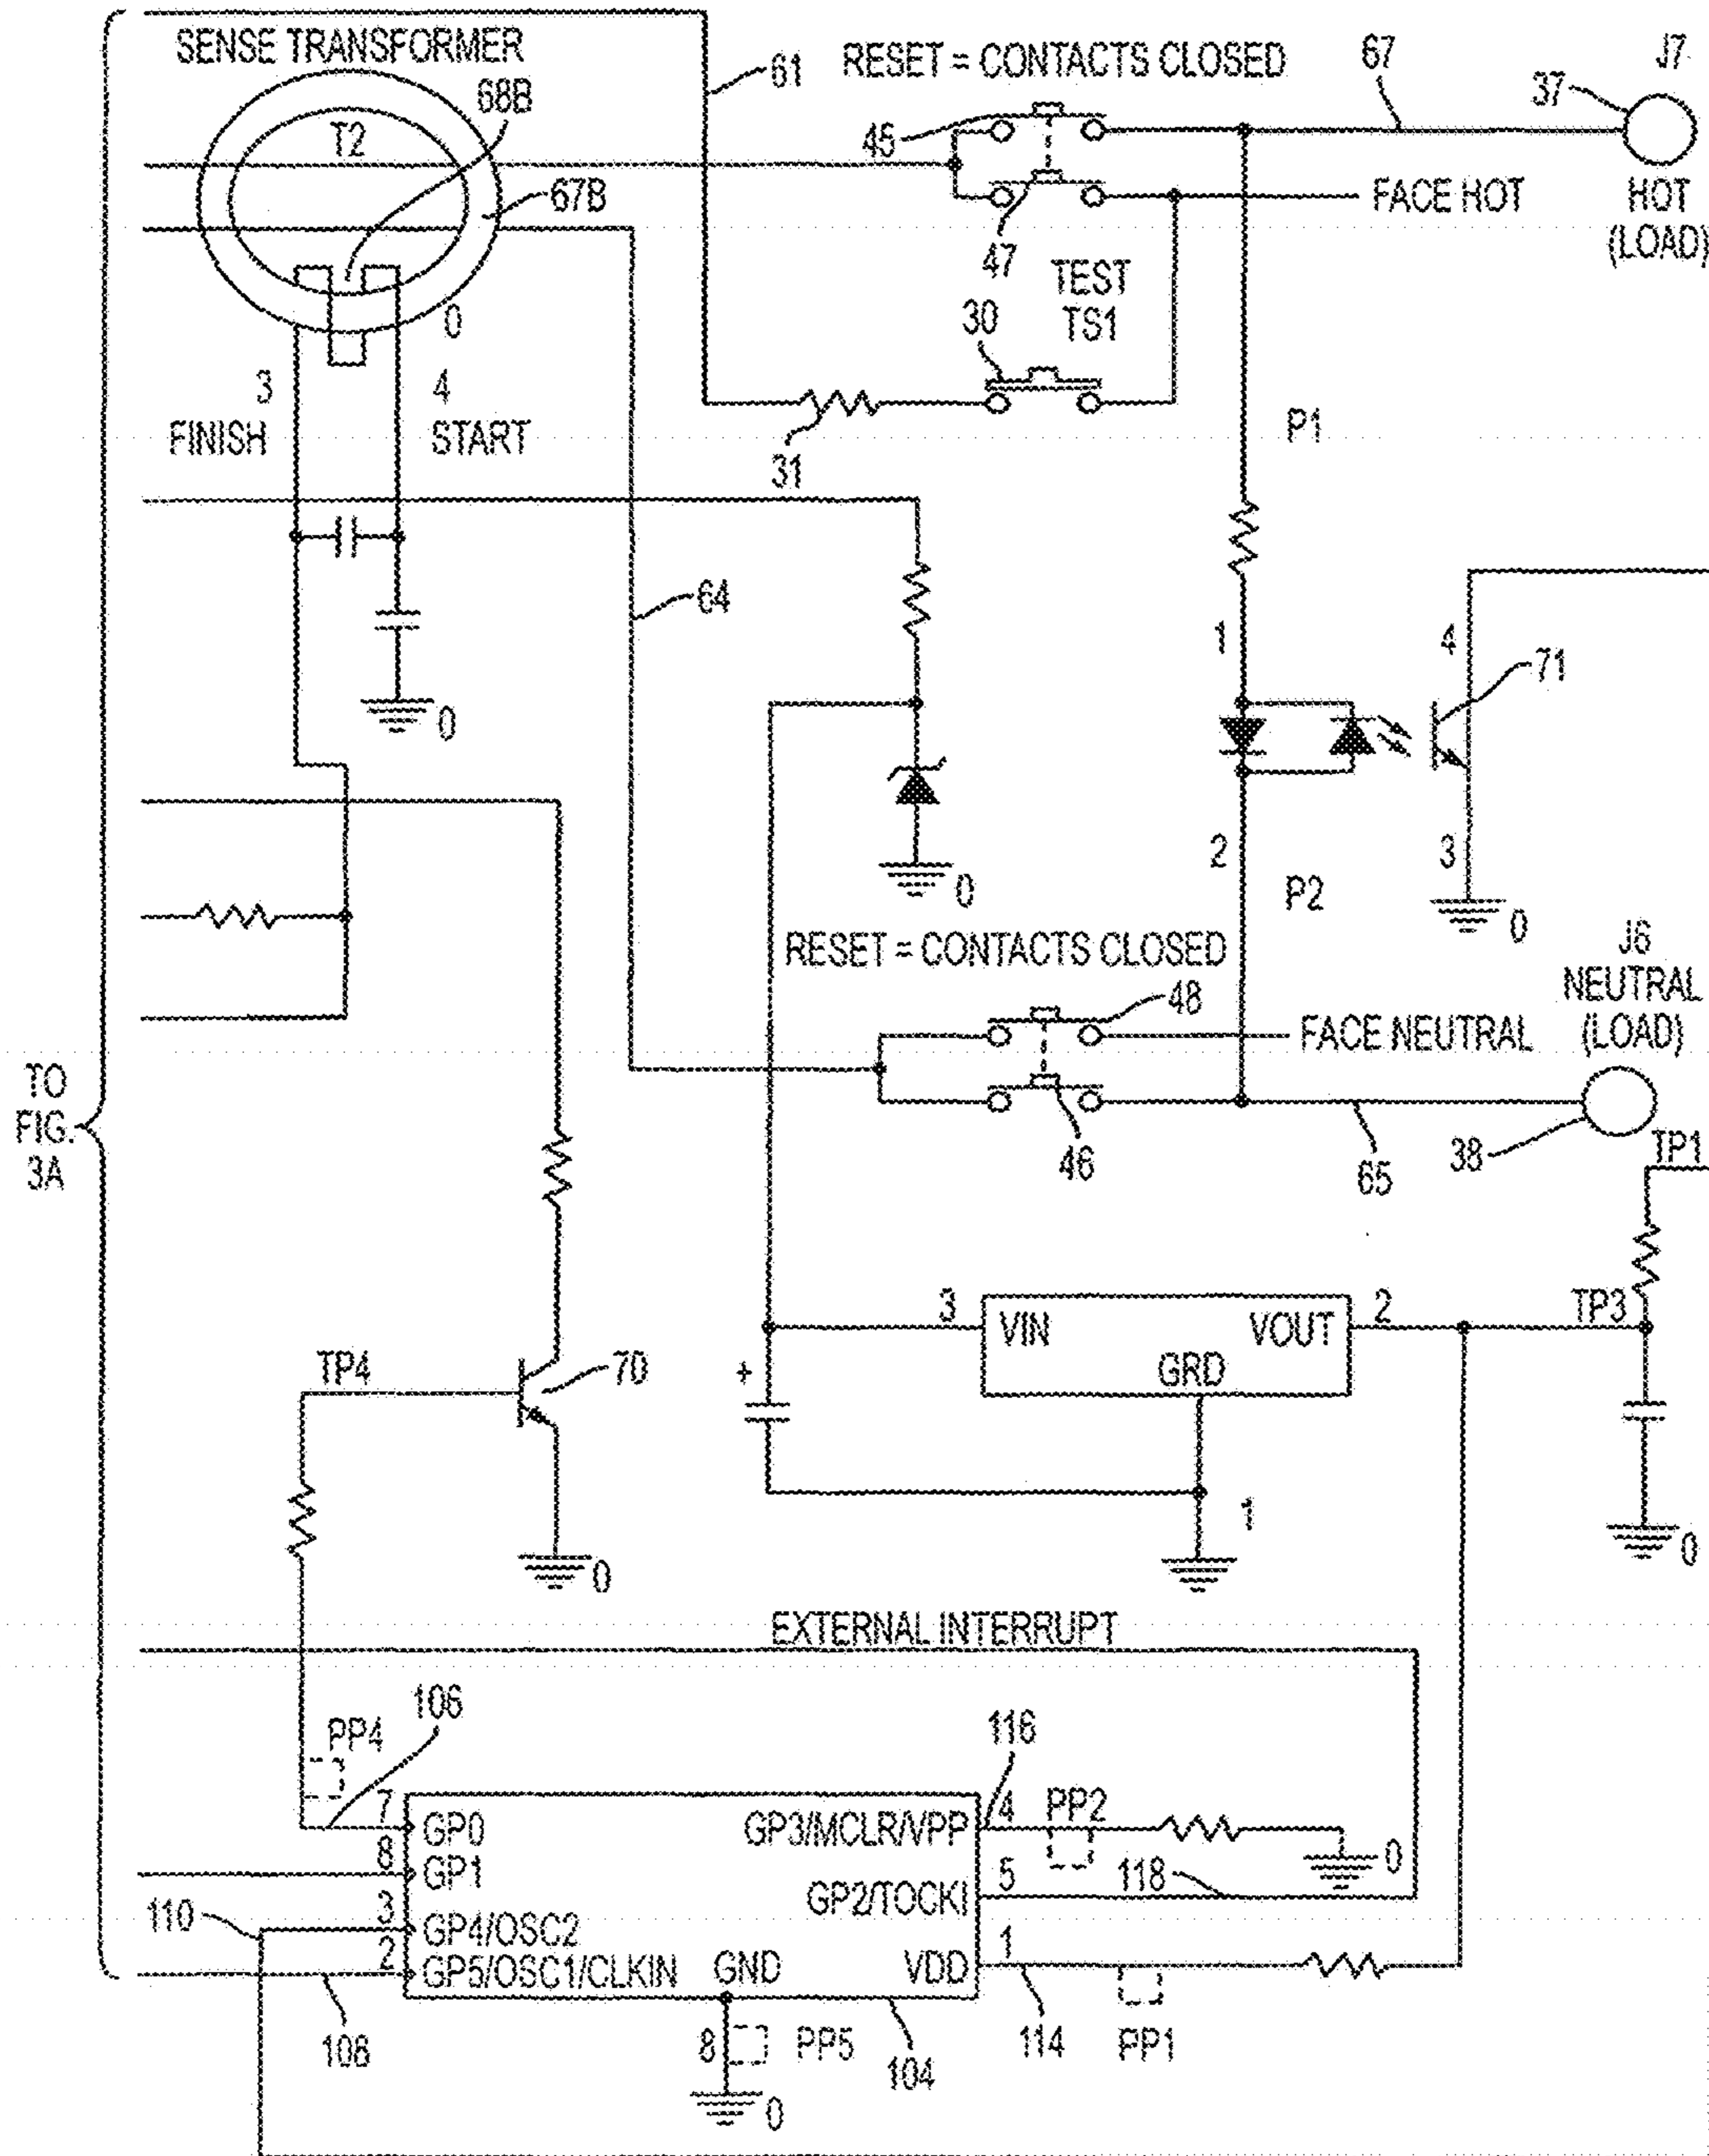 SENSE TRANSFORMER
68B
T2
67B
61
RESET = CONTACTS CLOSED
67
37
J7
45
FACE HOT
HOT
(LOAD)
47
TEST
TS1
30
0
3
4
FINISH
START
31
P1
64
0
1
4
71
2
3
0
P2
0
RESET = CONTACTS CLOSED
J6
NEUTRAL
(LOAD)
48
FACE NEUTRAL
TO
FIG.
3A
46
65
38
TP1
3
VIN
VOUT
2
TP3
GRD
TP4
70
+
1
0
0
EXTERNAL INTERRUPT
106
PP4
116
7
GP0
GP3/MCLR/VPP
4
PP2
0
8
GP1
5
118
GP2/TOCKI
110
3
GP4/OSC2
2
GP5/OSC1/CLKIN
GND
VDD
1
108
8
PP5
104
114
PP1
0